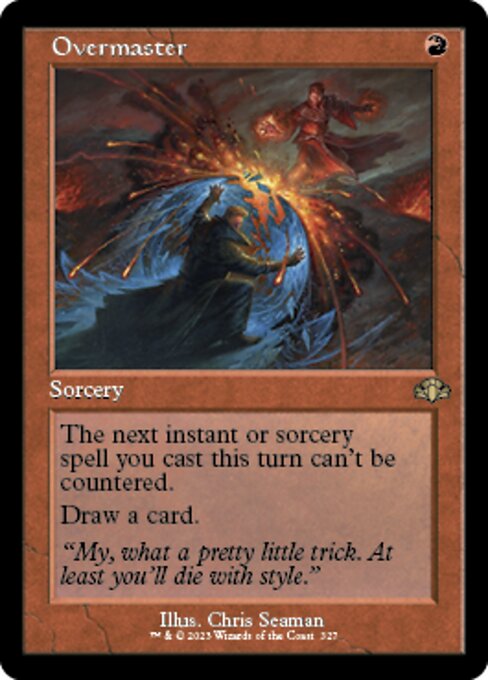 Overmaster
Sorcery
The next instant or sorcery
spell you cast this turn can't be
countered.
Draw a card.
“My, what a pretty little trick. At
least you'll die with style.”
Illus. Chris Seaman
™ & © 2023 Wizards of the Coast 327